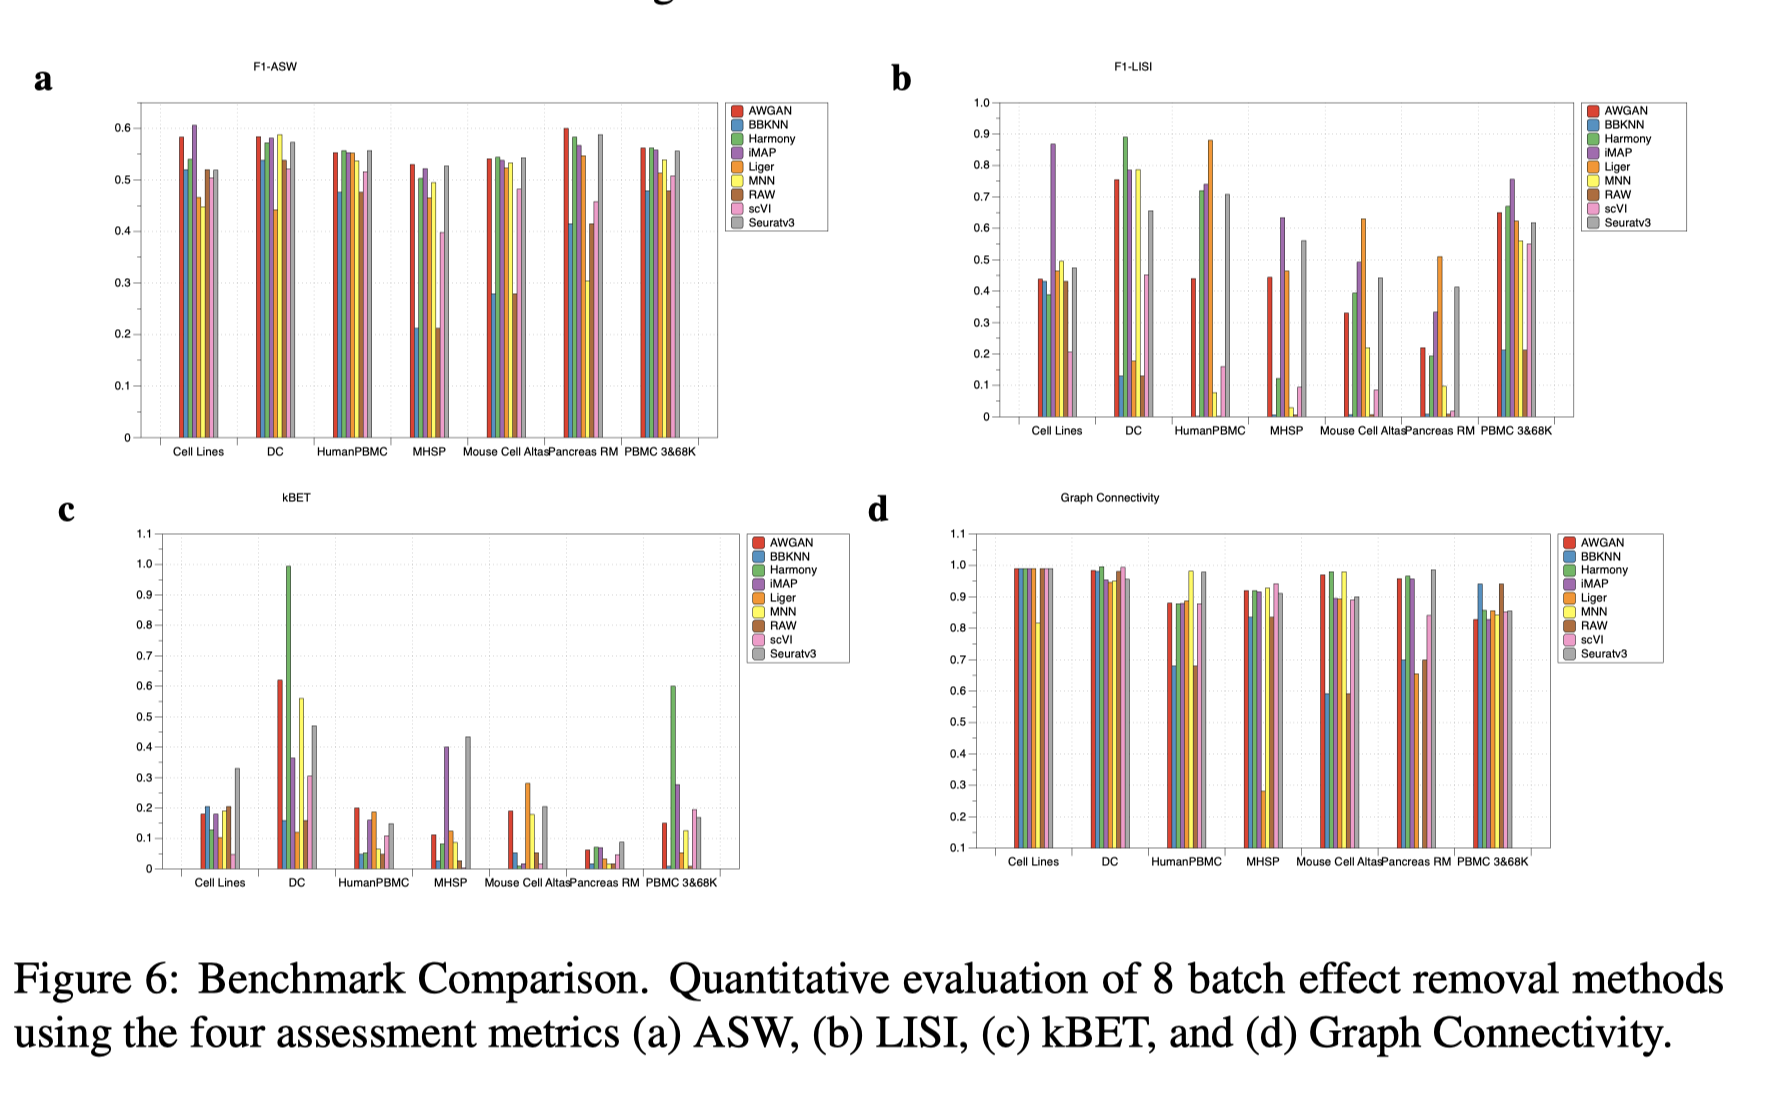 a
F1-ASW
0.6
0.5
0.4
0.3
0.2
0.1
0
Cell Lines DC HumanPBMC MHSP Mouse Cell Altas Pancreas RM PBMC 3&68K
AWGAN
BBKNN
Harmony
iMAP
Liger
MNN
RAW
scVI
Seuratv3
b
F1-LISI
1.0
0.9
0.8
0.7
0.6
0.5
0.4
0.3
0.2
0.1
0
Cell Lines DC HumanPBMC MHSP Mouse Cell Altas Pancreas RM PBMC 3&68K
AWGAN
BBKNN
Harmony
iMAP
Liger
MNN
RAW
scVI
Seuratv3
c
kBET
1.1
1.0
0.9
0.8
0.7
0.6
0.5
0.4
0.3
0.2
0.1
0
Cell Lines DC HumanPBMC MHSP Mouse Cell Altas Pancreas RM PBMC 3&68K
AWGAN
BBKNN
Harmony
iMAP
Liger
MNN
RAW
scVI
Seuratv3
d
Graph Connectivity
1.1
1.0
0.9
0.8
0.7
0.6
0.5
0.4
0.3
0.2
0.1
Cell Lines DC HumanPBMC MHSP Mouse Cell Altas Pancreas RM PBMC 3&68K
AWGAN
BBKNN
Harmony
iMAP
Liger
MNN
RAW
scVI
Seuratv3
Figure 6: Benchmark Comparison. Quantitative evaluation of 8 batch effect removal methods
using the four assessment metrics (a) ASW, (b) LISI, (c) kBET, and (d) Graph Connectivity.